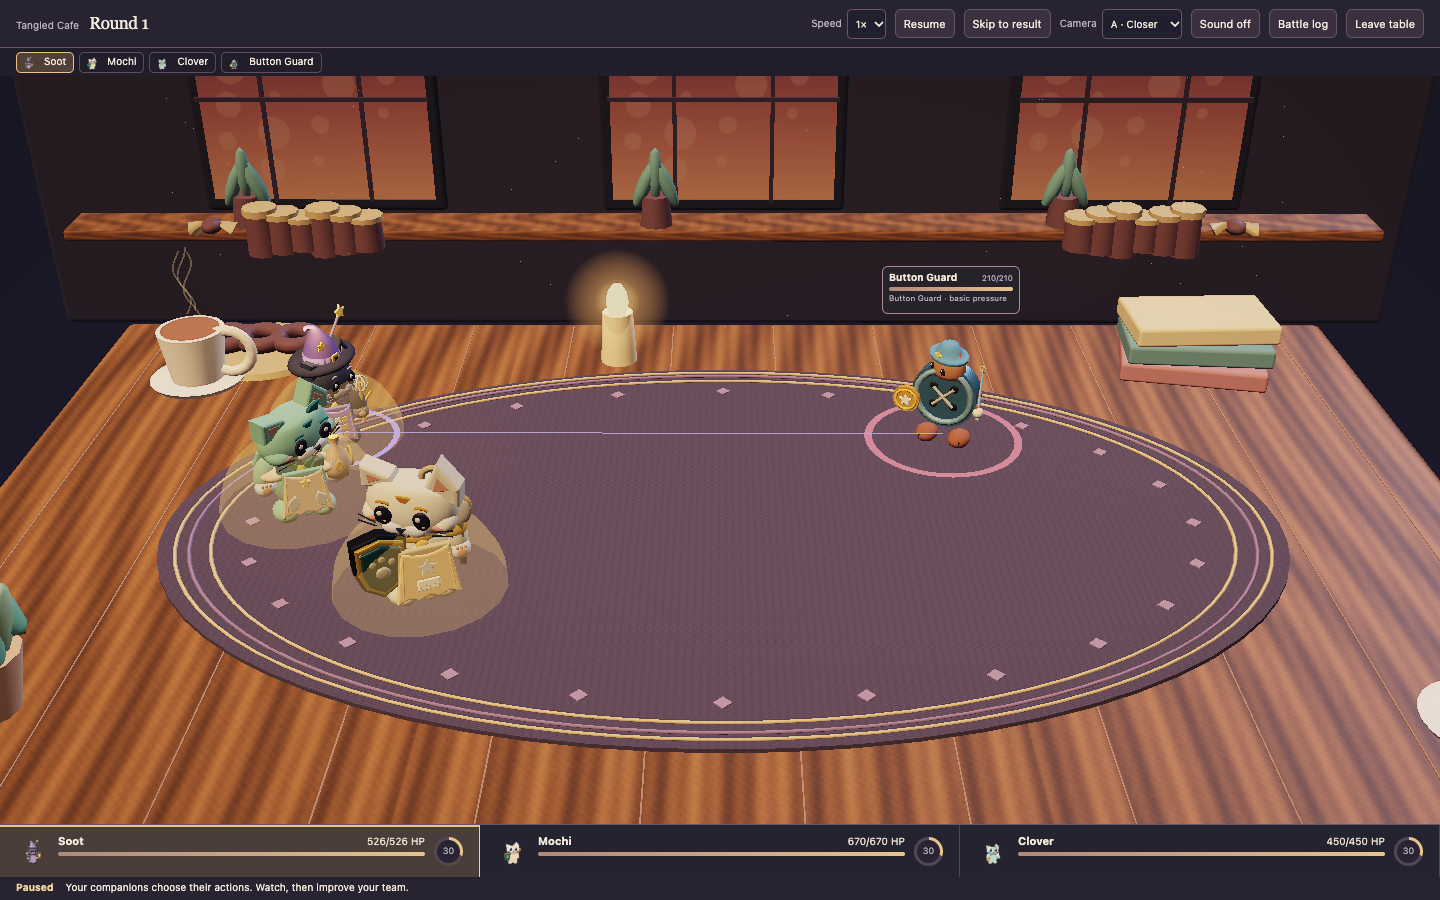 Tangled Cafe Round 1
Speed 1x Resume Skip to result Camera A · Closer Sound off Battle log Leave table
Soot Mochi Clover Button Guard
Button Guard 210/210
Button Guard · basic pressure
Soot 526/526 HP 30
Mochi 670/670 HP 30
Clover 450/450 HP 30
Paused Your companions choose their actions. Watch, then improve your team.